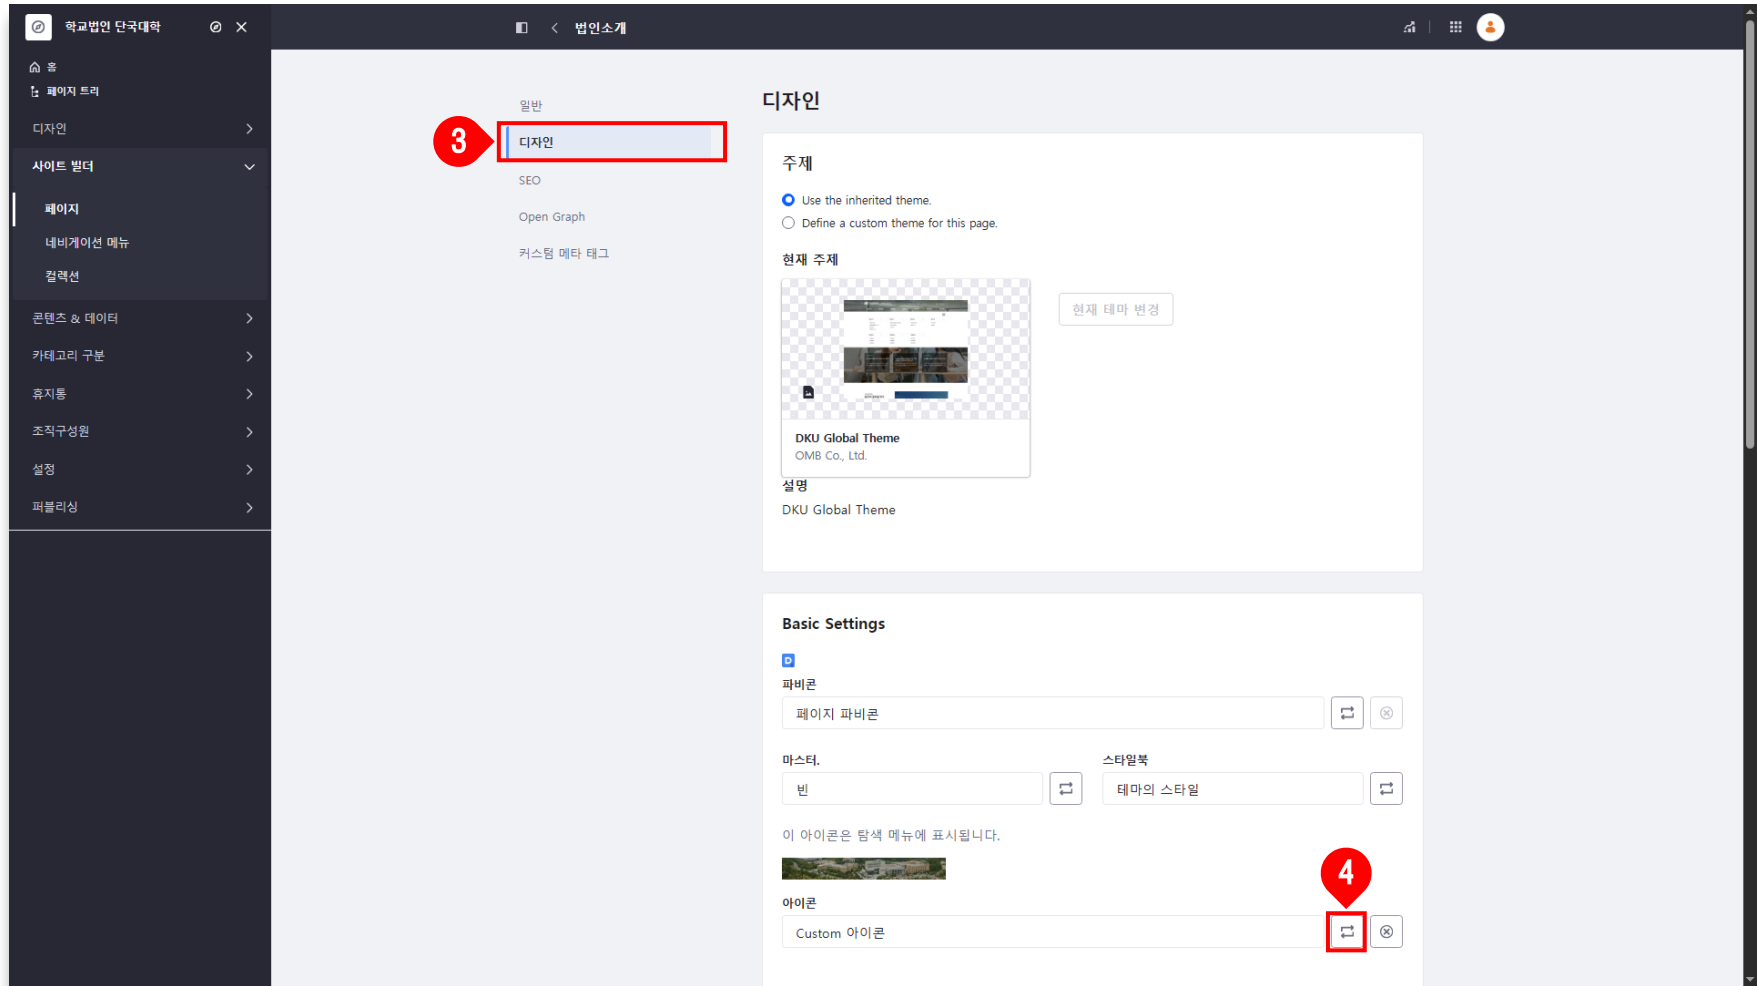 학교법인 단국대학
홈
페이지 트리
디자인
사이트 빌더
페이지
네비게이션 메뉴
컬렉션
콘텐츠 & 데이터
카테고리 구분
휴지통
조직구성원
설정
퍼블리싱
법인소개
일반
3
디자인
SEO
Open Graph
커스텀 메타 태그
디자인
주제
Use the inherited theme.
Define a custom theme for this page.
현재 주제
현재 테마 변경
DKU Global Theme
OMB Co., Ltd.
설명
DKU Global Theme
Basic Settings
D
파비콘
페이지 파비콘
마스터.
스타일북
빈
테마의 스타일
이 아이콘은 탐색 메뉴에 표시됩니다.
4
아이콘
Custom 아이콘